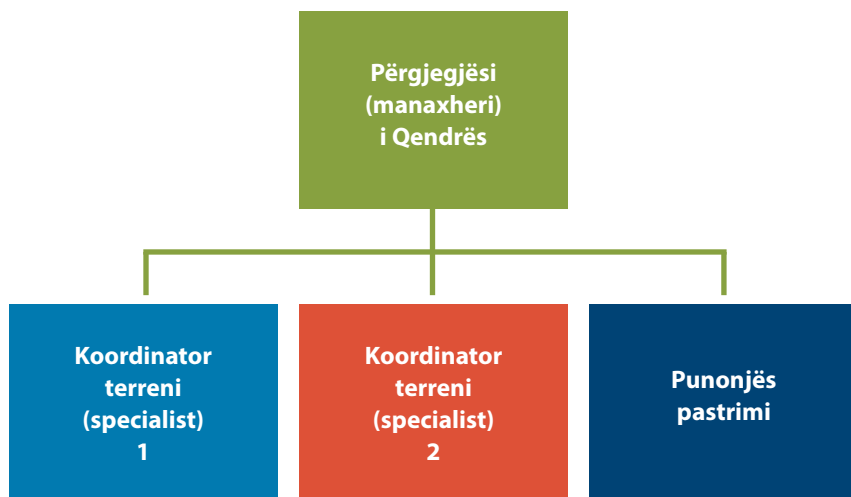 Përgjegjësi
(manaxheri)
i Qendrës
Koordinator
terreni
(specialist)
1
Koordinator
terreni
(specialist)
2
Punonjës
pastrimi